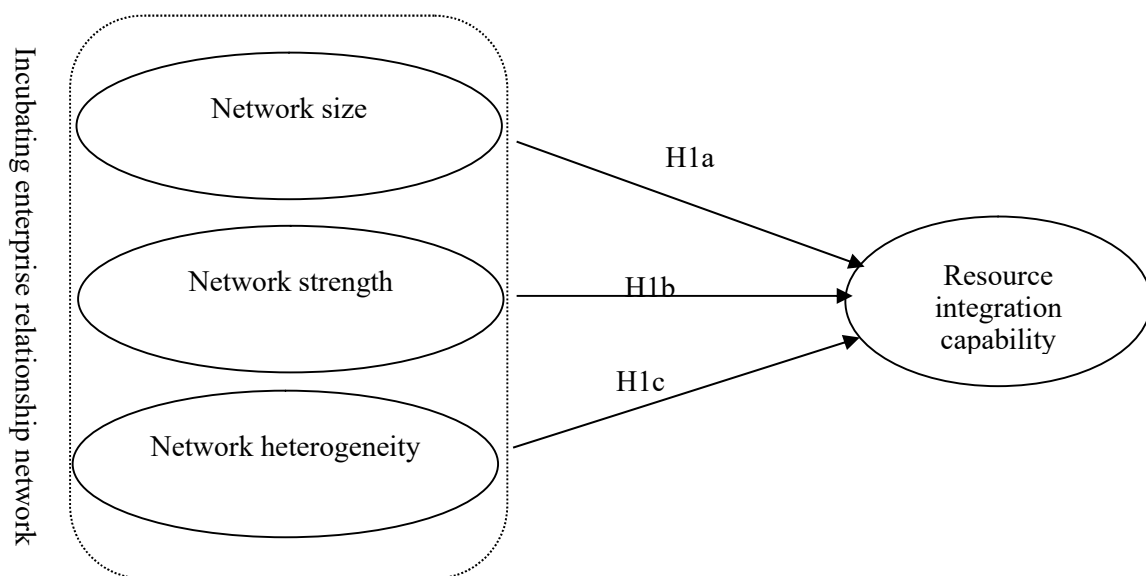 Incubating enterprise relationship network
Network size
H1a
Network strength
H1b
Resource
integration
capability
H1c
Network heterogeneity